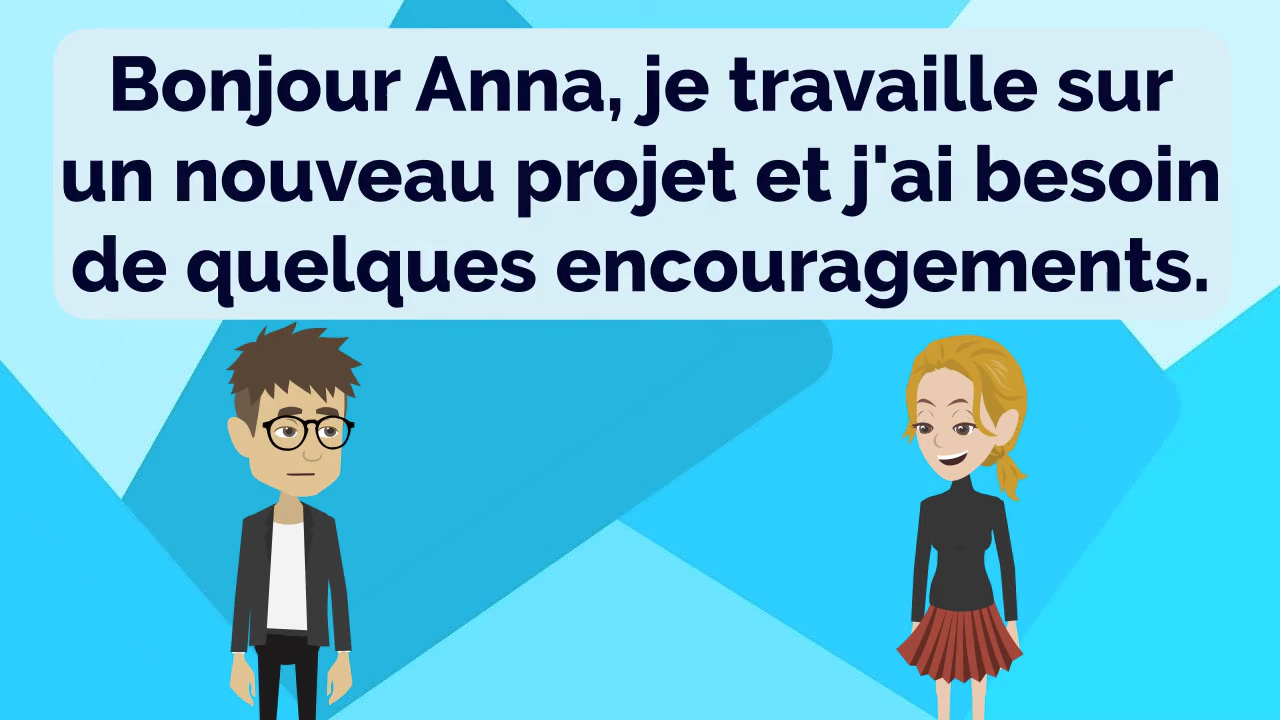 Bonjour Anna, je travaille sur
un nouveau projet et j'ai besoin
de quelques encouragements.